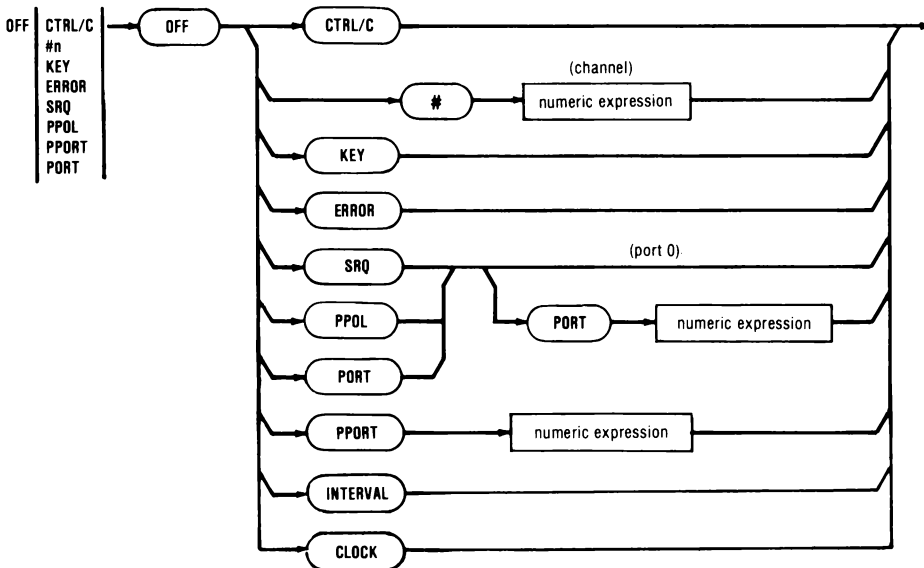 OFF CTRL/C
#n
KEY
ERROR
SRQ
PPOL
PPORT
PORT
OFF
CTRL/C
(channel)
# numeric expression
KEY
ERROR
SRQ (port 0)
PPOL PORT numeric expression
PORT
PPORT numeric expression
INTERVAL
CLOCK